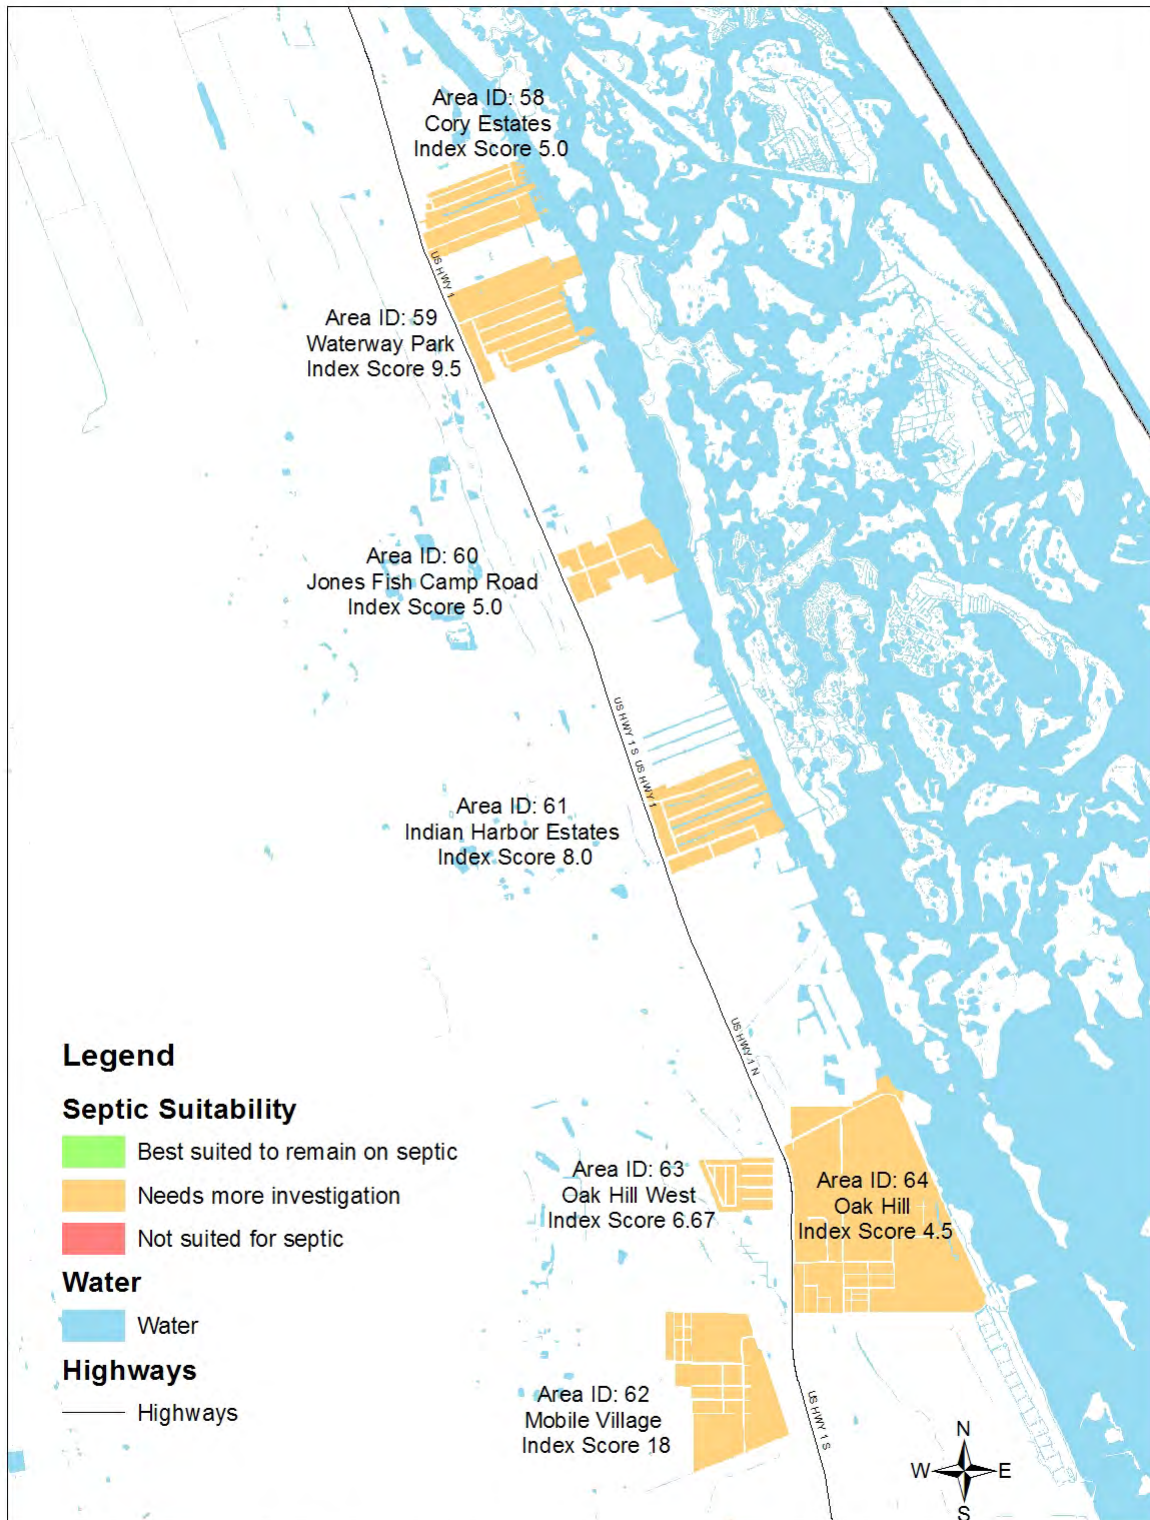 Area ID: 58
Cory Estates
Index Score 5.0
US HWY 1
Area ID: 59
Waterway Park
Index Score 9.5
Area ID: 60
Jones Fish Camp Road
Index Score 5.0
US HWY 1 S
US HWY 1
Area ID: 61
Indian Harbor Estates
Index Score 8.0
US HWY 1 N
Area ID: 63
Oak Hill West
Index Score 6.67
Area ID: 64
Oak Hill
Index Score 4.5
Area ID: 62
Mobile Village
Index Score 18
US HWY 1 S
Legend
Septic Suitability
Best suited to remain on septic
Needs more investigation
Not suited for septic
Water
Water
Highways
Highways
N
W
E
S